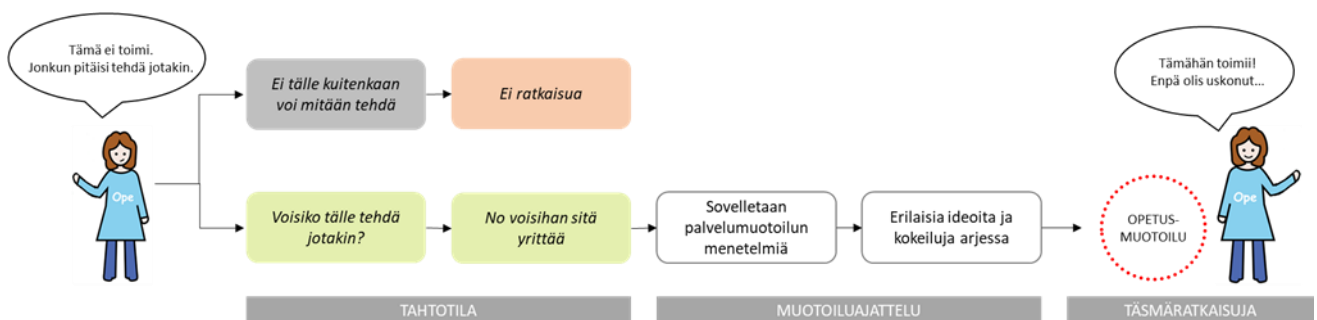 Tämä ei toimi.
Jonkun pitäisi tehdä jotakin.
Ope
Ei tälle kuitenkaan
voi mitään tehdä
Ei ratkaisua
Voisiko tälle tehdä
jotakin?
No voisihan sitä
yrittää
Sovelletaan
palvelumuotoilun
menetelmiä
Erilaisia ideoita ja
kokeiluja arjessa
OPETUS-
MUOTOILU
Tämähän toimii!
Enpä olis uskonut...
Ope
TAHTOTILA
MUOTOILUAJATTELU
TÄSMÄRATKAISUJA